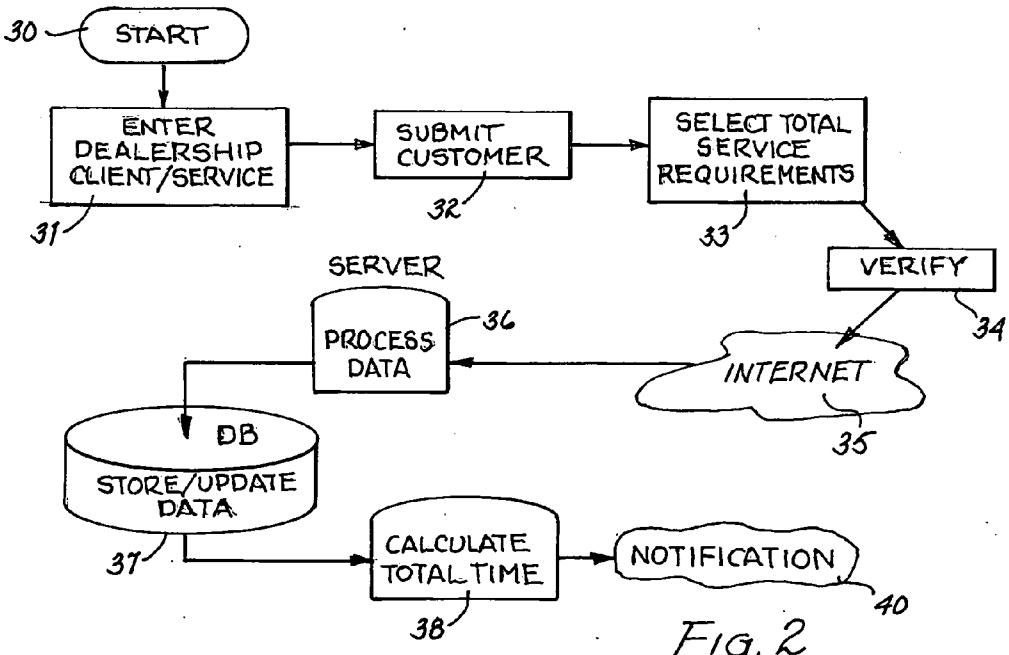 30
START
ENTER
DEALERSHIP
CLIENT/SERVICE
31
SUBMIT
CUSTOMER
32
SELECT TOTAL
SERVICE
REQUIREMENTS
33
VERIFY
34
INTERNET
35
SERVER
PROCESS
DATA
36
DB
STORE/UPDATE
DATA
37
CALCULATE
TOTAL TIME
38
NOTIFICATION
40
Fig. 2